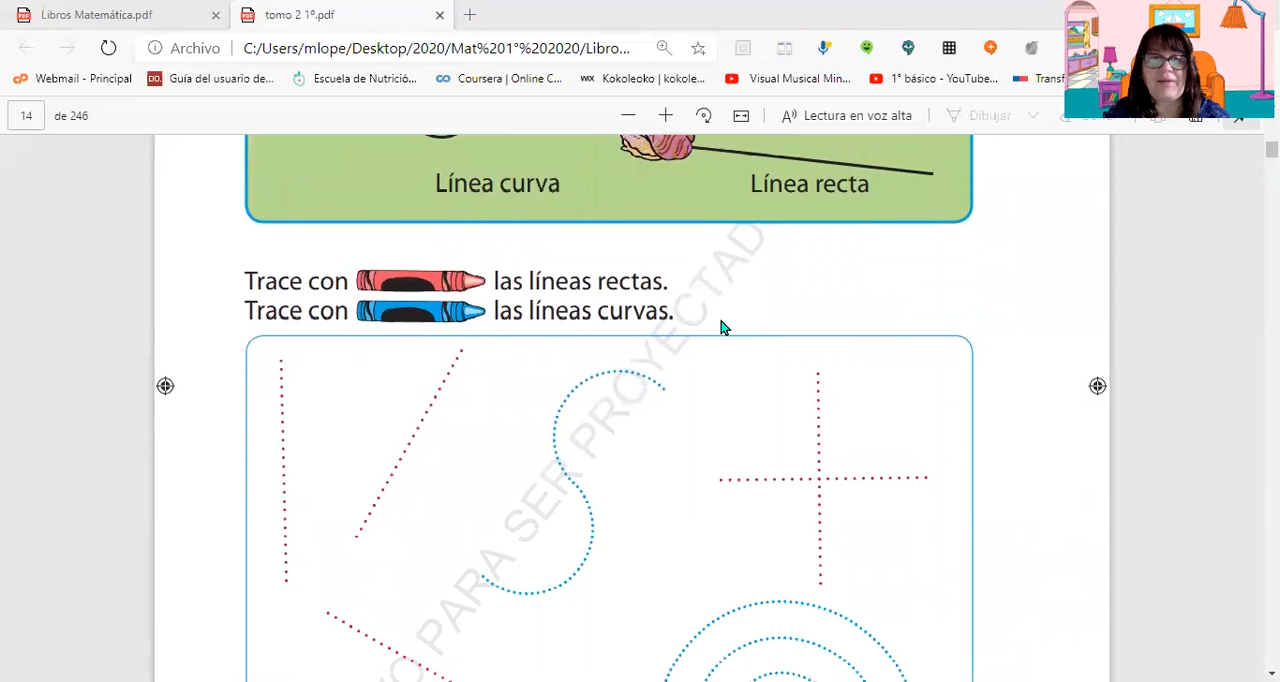 Libros Matemática.pdf
tomo 2 1º.pdf
Archivo
C:/Users/mlope/Desktop/2020/Mat%201°%202020/Libro...
Webmail - Principal
Guía del usuario de...
Escuela de Nutrició...
Coursera | Online C...
Kokoleoko | kokole...
Visual Musical Min...
1° básico - YouTube...
Transf
14 de 246
Lectura en voz alta
Dibujar
Línea curva
Línea recta
Trace con las líneas rectas.
Trace con las líneas curvas.
PARA SER PROYECTAD